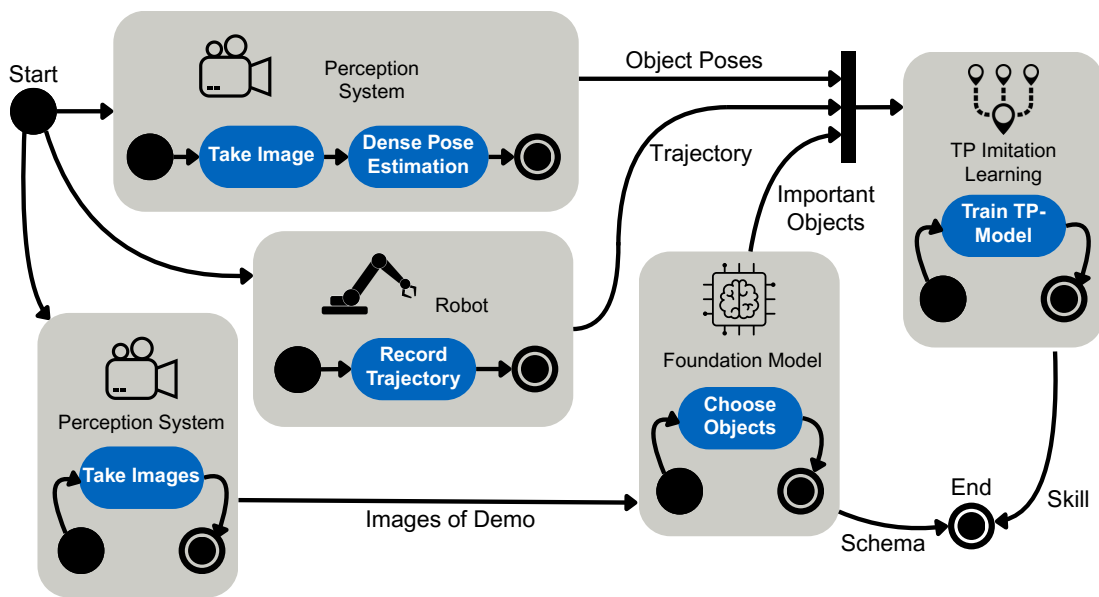 Start
Perception
System
Take Image
Dense Pose
Estimation
Object Poses
Trajectory
Important
Objects
TP Imitation
Learning
Train TP-
Model
Robot
Record
Trajectory
Foundation Model
Choose
Objects
Perception System
Take Images
Images of Demo
Schema
End
Skill